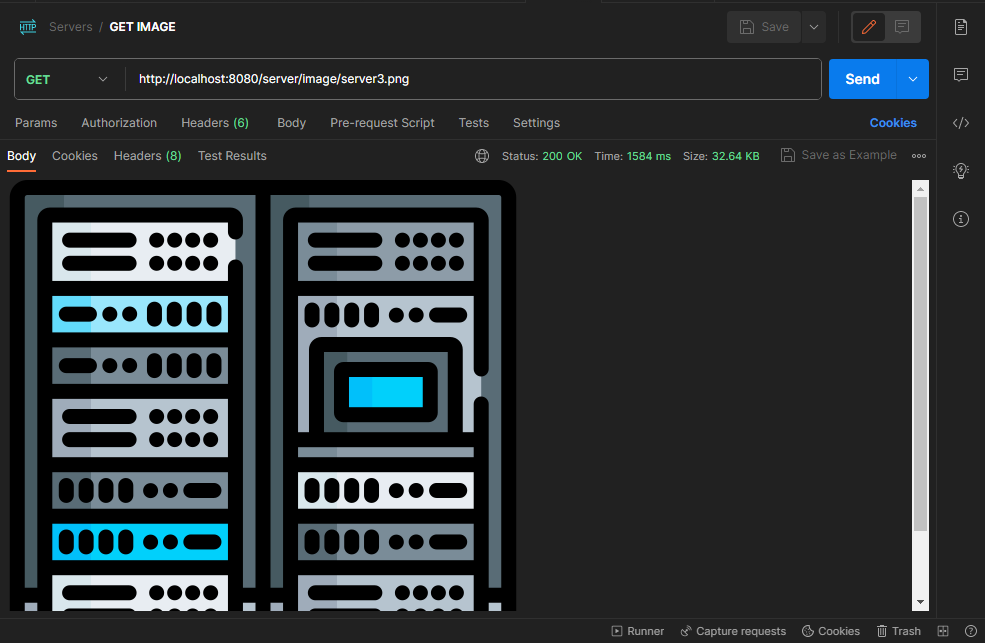 HTTP Servers / GET IMAGE Save
GET http://localhost:8080/server/image/server3.png Send
Params Authorization Headers (6) Body Pre-request Script Tests Settings Cookies
Body Cookies Headers (8) Test Results Status: 200 OK Time: 1584 ms Size: 32.64 KB Save as Example
Runner Capture requests Cookies Trash